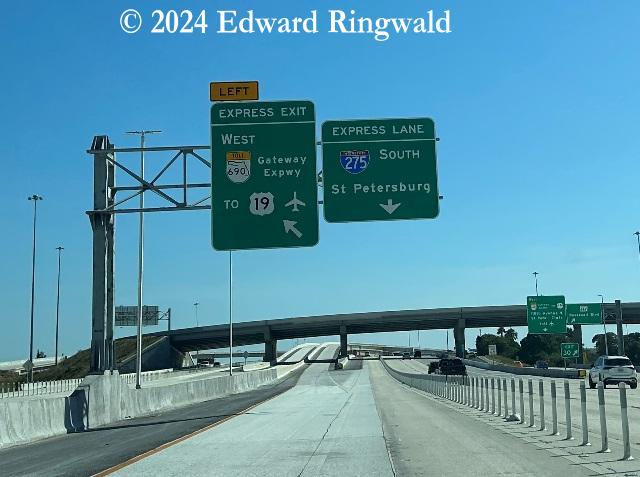 © 2024 Edward Ringwald
LEFT
EXPRESS EXIT
WEST
TOLL
690
Gateway
Expwy
TO 19
EXPRESS LANE
275
SOUTH
St Petersburg
30